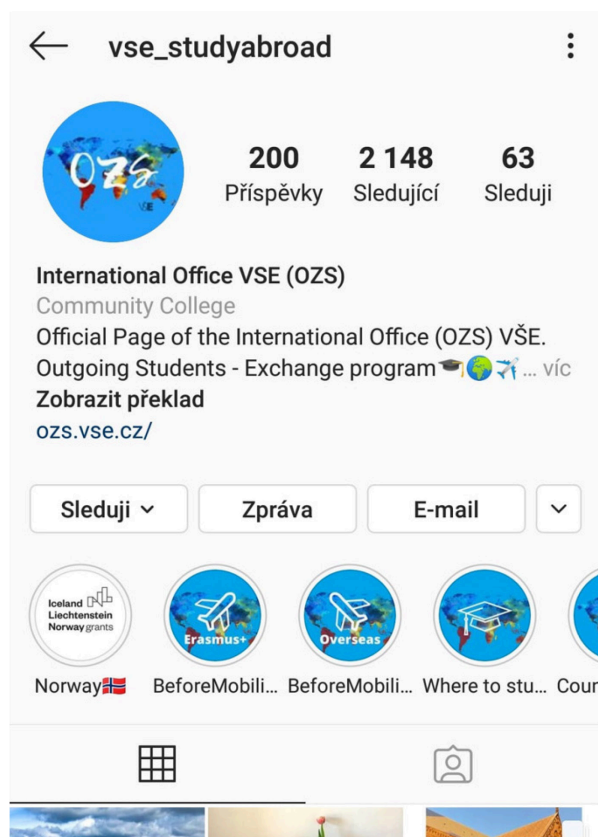 vse_studyabroad
OZS
VŠE
200 2 148 63
Příspěvky Sledující Sleduji
International Office VSE (OZS)
Community College
Official Page of the International Office (OZS) VŠE.
Outgoing Students - Exchange program🎓🌍✈️... víc
Zobrazit překlad
ozs.vse.cz/
Sleduji Zpráva E-mail
Iceland
Liechtenstein
Norway grants
Erasmus+
Overseas
Norway🇳🇴 BeforeMobili... BeforeMobili... Where to stu... Cour